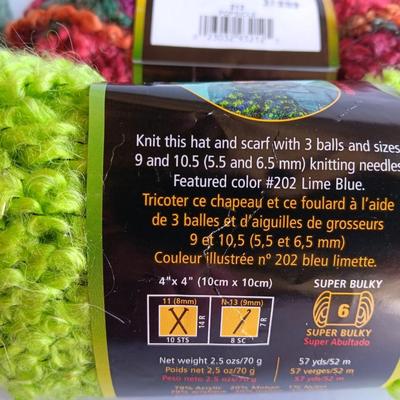 Knit this hat and scarf with 3 balls and sizes
9 and 10.5 (5.5 and 6.5 mm) knitting needles
Featured color #202 Lime Blue.
Tricoter ce chapeau et ce foulard à l'aide
de 3 balles et d'aiguilles de grosseurs
9 et 10,5 (5,5 et 6,5 mm)
Couleur illustrée nº 202 bleu limette.
4"x 4" (10cm x 10cm)
11 (8mm)
14 R
10 STS
N-13 (9mm)
7 R
8 SC
SUPER BULKY
6
SUPER BULKY
Super Abultado
Net weight 2.5 ozs/70 g
Poids net 2,5 ozs/70 g
Peso neto 2.5 ozs/70 g
57 yds/52 m
57 verges/52 m
57 yds/52 m